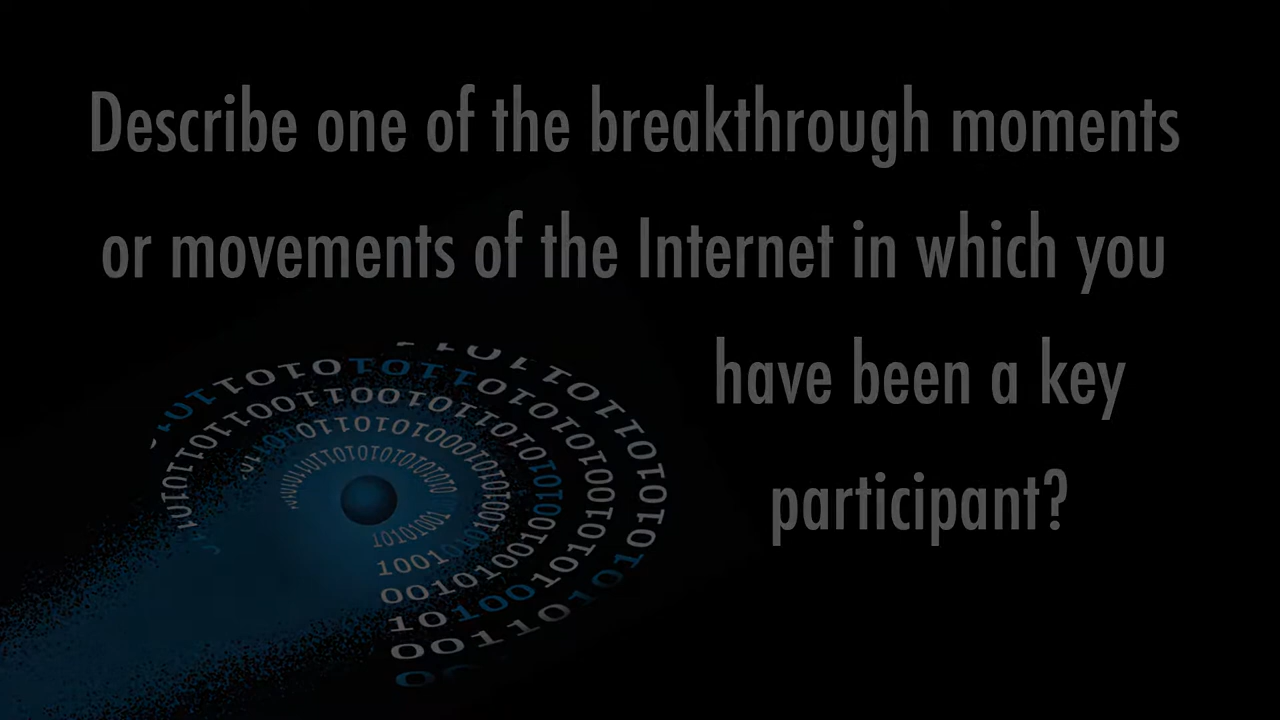 Describe one of the breakthrough moments
or movements of the Internet in which you
have been a key
participant?